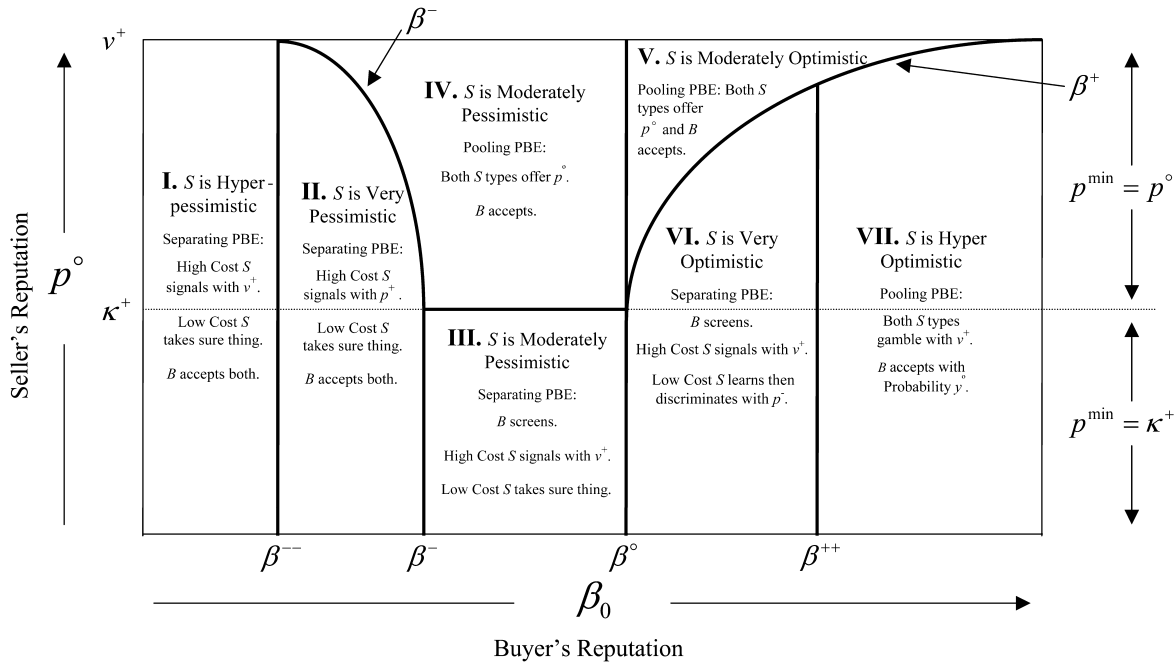 β⁻
ν⁺
V. S is Moderately Optimistic
Pooling PBE: Both S
types offer
p° and B
accepts.
β⁺
IV. S is Moderately
Pessimistic
Pooling PBE:
Both S types offer p°.
B accepts.
I. S is Hyper-
pessimistic
Separating PBE:
High Cost S
signals with ν⁺.
Low Cost S
takes sure thing.
B accepts both.
II. S is Very
Pessimistic
Separating PBE:
High Cost S
signals with p⁺.
Low Cost S
takes sure thing.
B accepts both.
III. S is Moderately
Pessimistic
Separating PBE:
B screens.
High Cost S signals with ν⁺.
Low Cost S takes sure thing.
VI. S is Very
Optimistic
Separating PBE:
B screens.
High Cost S signals with ν⁺.
Low Cost S learns then
discriminates with p⁻.
VII. S is Hyper
Optimistic
Pooling PBE:
Both S types
gamble with ν⁺.
B accepts with
Probability y°.
pᵐⁱⁿ = p°
pᵐⁱⁿ = κ⁺
Seller's Reputation
p°
κ⁺
β⁻⁻
β⁻
β°
β⁺⁺
β₀
Buyer's Reputation